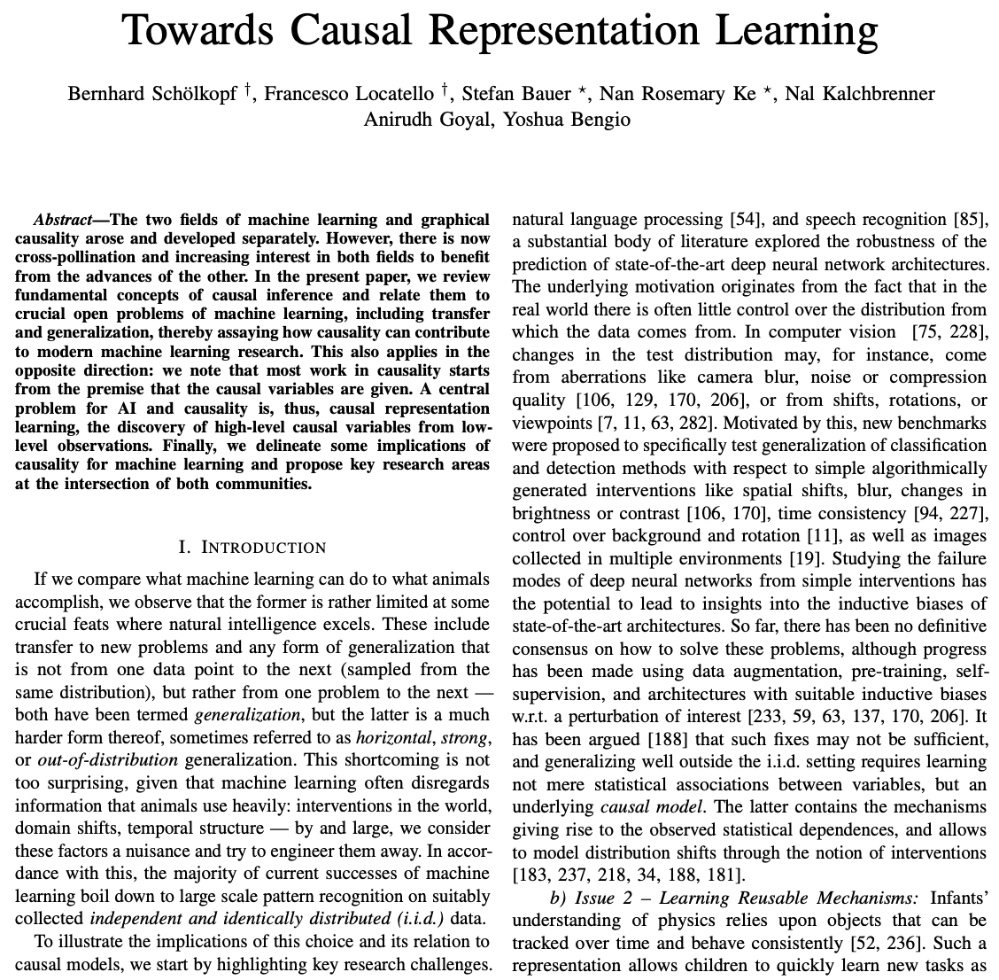 Towards Causal Representation Learning
Bernhard Schölkopf †, Francesco Locatello †, Stefan Bauer ⋆, Nan Rosemary Ke ⋆, Nal Kalchbrenner
Anirudh Goyal, Yoshua Bengio
Abstract—The two fields of machine learning and graphical
causality arose and developed separately. However, there is now
cross-pollination and increasing interest in both fields to benefit
from the advances of the other. In the present paper, we review
fundamental concepts of causal inference and relate them to
crucial open problems of machine learning, including transfer
and generalization, thereby assaying how causality can contribute
to modern machine learning research. This also applies in the
opposite direction: we note that most work in causality starts
from the premise that the causal variables are given. A central
problem for AI and causality is, thus, causal representation
learning, the discovery of high-level causal variables from low-
level observations. Finally, we delineate some implications of
causality for machine learning and propose key research areas
at the intersection of both communities.
I. INTRODUCTION
If we compare what machine learning can do to what animals
accomplish, we observe that the former is rather limited at some
crucial feats where natural intelligence excels. These include
transfer to new problems and any form of generalization that
is not from one data point to the next (sampled from the
same distribution), but rather from one problem to the next —
both have been termed generalization, but the latter is a much
harder form thereof, sometimes referred to as horizontal, strong,
or out-of-distribution generalization. This shortcoming is not
too surprising, given that machine learning often disregards
information that animals use heavily: interventions in the world,
domain shifts, temporal structure — by and large, we consider
these factors a nuisance and try to engineer them away. In accor-
dance with this, the majority of current successes of machine
learning boil down to large scale pattern recognition on suitably
collected independent and identically distributed (i.i.d.) data.
To illustrate the implications of this choice and its relation to
causal models, we start by highlighting key research challenges.
natural language processing [54], and speech recognition [85],
a substantial body of literature explored the robustness of the
prediction of state-of-the-art deep neural network architectures.
The underlying motivation originates from the fact that in the
real world there is often little control over the distribution from
which the data comes from. In computer vision [75, 228],
changes in the test distribution may, for instance, come
from aberrations like camera blur, noise or compression
quality [106, 129, 170, 206], or from shifts, rotations, or
viewpoints [7, 11, 63, 282]. Motivated by this, new benchmarks
were proposed to specifically test generalization of classification
and detection methods with respect to simple algorithmically
generated interventions like spatial shifts, blur, changes in
brightness or contrast [106, 170], time consistency [94, 227],
control over background and rotation [11], as well as images
collected in multiple environments [19]. Studying the failure
modes of deep neural networks from simple interventions has
the potential to lead to insights into the inductive biases of
state-of-the-art architectures. So far, there has been no definitive
consensus on how to solve these problems, although progress
has been made using data augmentation, pre-training, self-
supervision, and architectures with suitable inductive biases
w.r.t. a perturbation of interest [233, 59, 63, 137, 170, 206]. It
has been argued [188] that such fixes may not be sufficient,
and generalizing well outside the i.i.d. setting requires learning
not mere statistical associations between variables, but an
underlying causal model. The latter contains the mechanisms
giving rise to the observed statistical dependences, and allows
to model distribution shifts through the notion of interventions
[183, 237, 218, 34, 188, 181].
b) Issue 2 – Learning Reusable Mechanisms: Infants’
understanding of physics relies upon objects that can be
tracked over time and behave consistently [52, 236]. Such a
representation allows children to quickly learn new tasks as